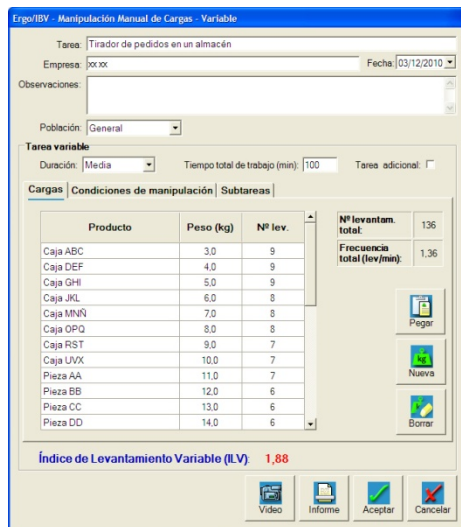 Ergo/IBV - Manipulación Manual de Cargas - Variable
Tarea: Tirador de pedidos en un almacén
Empresa: xx xx Fecha: 03/12/2010
Observaciones:
Población: General
Tarea variable
Duración: Media Tiempo total de trabajo (min): 100 Tarea adicional:
Cargas Condiciones de manipulación Subtareas
Producto Peso (kg) Nº lev.
Caja ABC 3,0 9
Caja DEF 4,0 9
Caja GHI 5,0 9
Caja JKL 6,0 8
Caja MNÑ 7,0 8
Caja OPQ 8,0 8
Caja RST 9,0 7
Caja UVX 10,0 7
Pieza AA 11,0 7
Pieza BB 12,0 6
Pieza CC 13,0 6
Pieza DD 14,0 6
Nº levantam. total: 136
Frecuencia total (lev/min): 1,36
Pegar
kg
Nueva
Borrar
Índice de Levantamiento Variable (ILV): 1,88
Video Informe Aceptar Cancelar